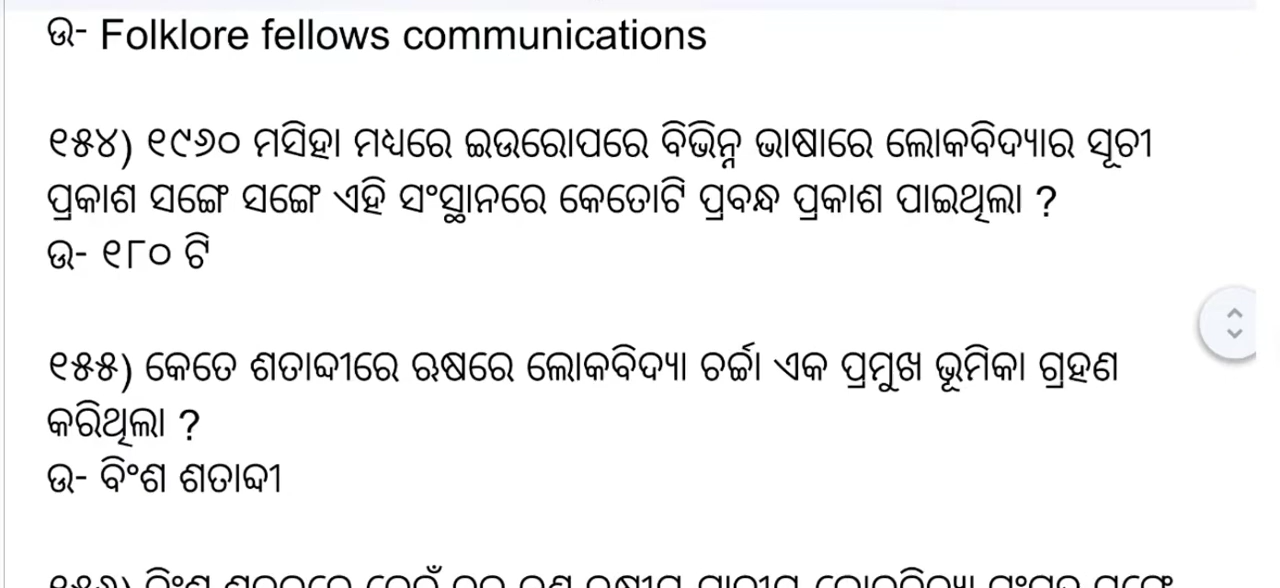 ଉ- Folklore fellows communications
୧୫୪) ୧୯୬୦ ମସିହା ମଧ୍ୟରେ ଇଉରୋପରେ ବିଭିନ୍ନ ଭାଷାରେ ଲୋକବିଦ୍ୟାର ସୂଚୀ
ପ୍ରକାଶ ସଙ୍ଗେ ସଙ୍ଗେ ଏହି ସଂସ୍ଥାନରେ କେତୋଟି ପ୍ରବନ୍ଧ ପ୍ରକାଶ ପାଇଥିଲା ?
ଉ- ୧୮୦ ଟି
୧୫୫) କେତେ ଶତାବ୍ଦୀରେ ଋଷରେ ଲୋକବିଦ୍ୟା ଚର୍ଚ୍ଚା ଏକ ପ୍ରମୁଖ ଭୂମିକା ଗ୍ରହଣ
କରିଥିଲା ?
ଉ- ବିଂଶ ଶତାବ୍ଦୀ